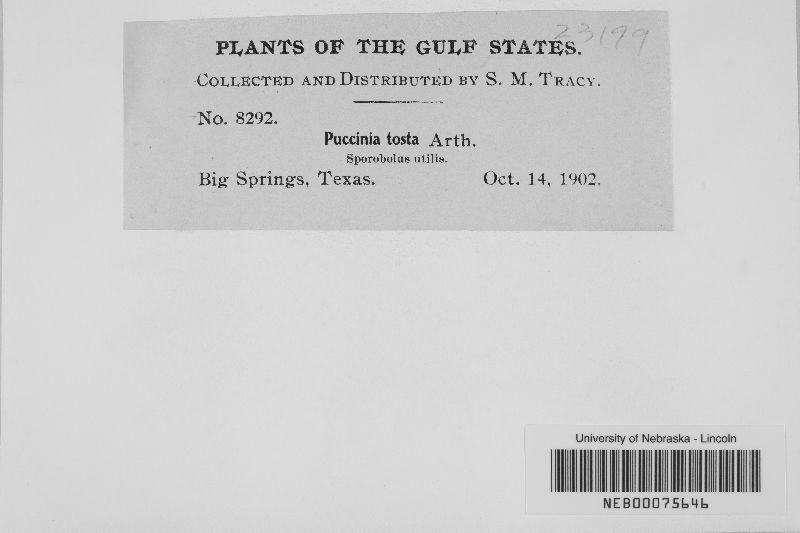 23199
PLANTS OF THE GULF STATES.
COLLECTED AND DISTRIBUTED BY S. M. TRACY.
No. 8292.
Puccinia tosta Arth.
Sporobolus utilis.
Big Springs, Texas. Oct. 14, 1902.
University of Nebraska - Lincoln
NEB00075646